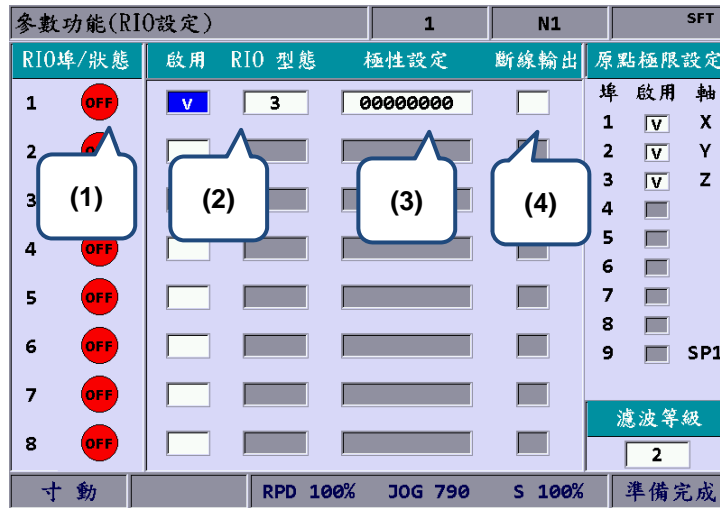 參數功能(RIO設定) 1 N1 SFT
RIO埠/狀態 啟用 RIO 型態 極性設定 斷線輸出 原點極限設定
埠 啟用 軸
1 OFF V 3 00000000
1 V X
2
2 V Y
3
3 V Z
(1) (2) (3) (4)
4
4 OFF
5
6
5 OFF
7
8
6 OFF
9 SP1
7 OFF
濾波等級
8 OFF
2
寸動 RPD 100% JOG 790 S 100% 準備完成